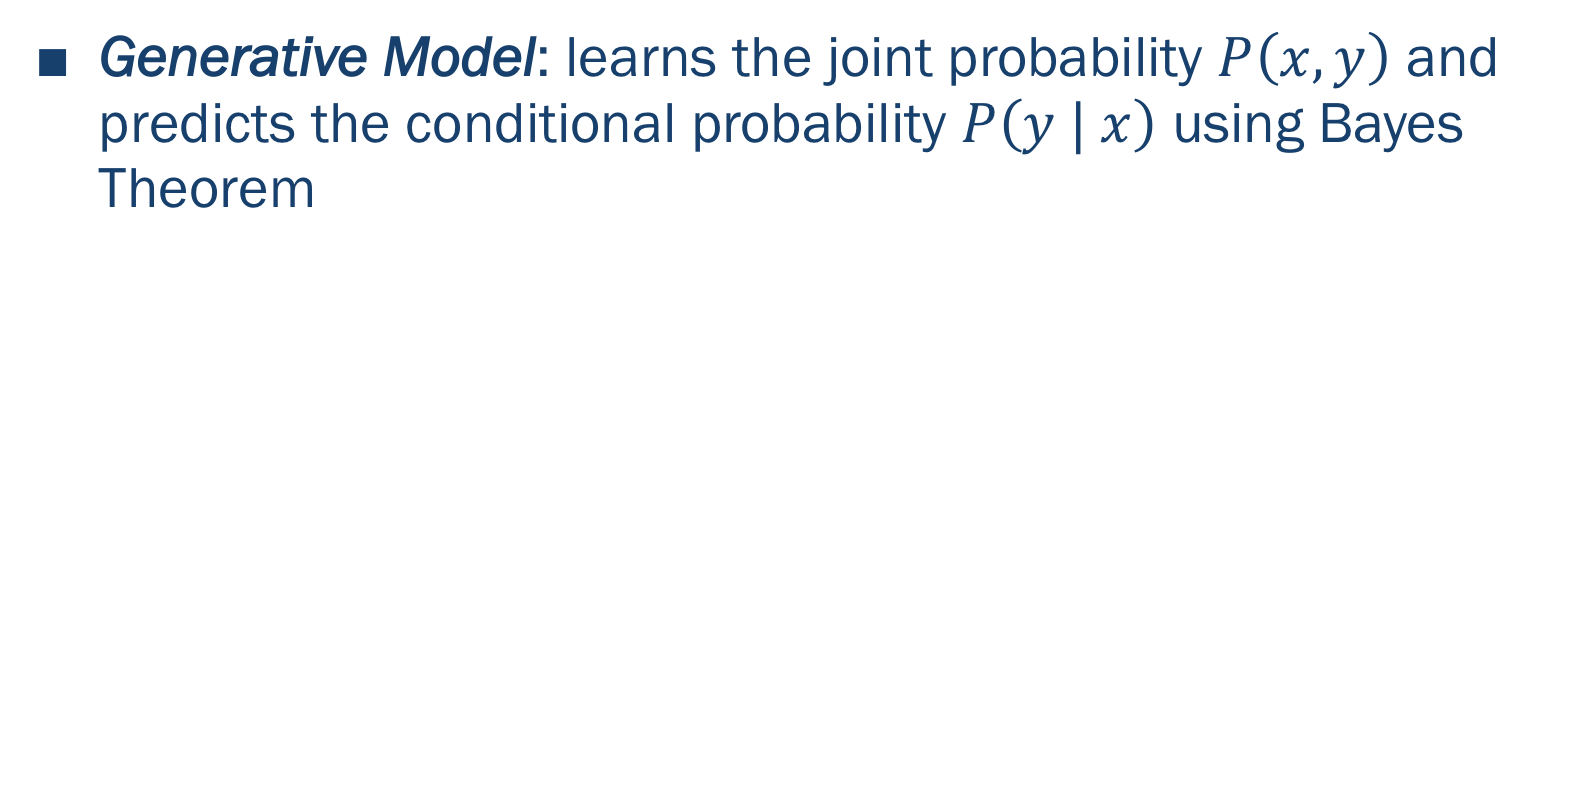 ▪ Generative Model: learns the joint probability P(x, y) and
predicts the conditional probability P(y | x) using Bayes
Theorem